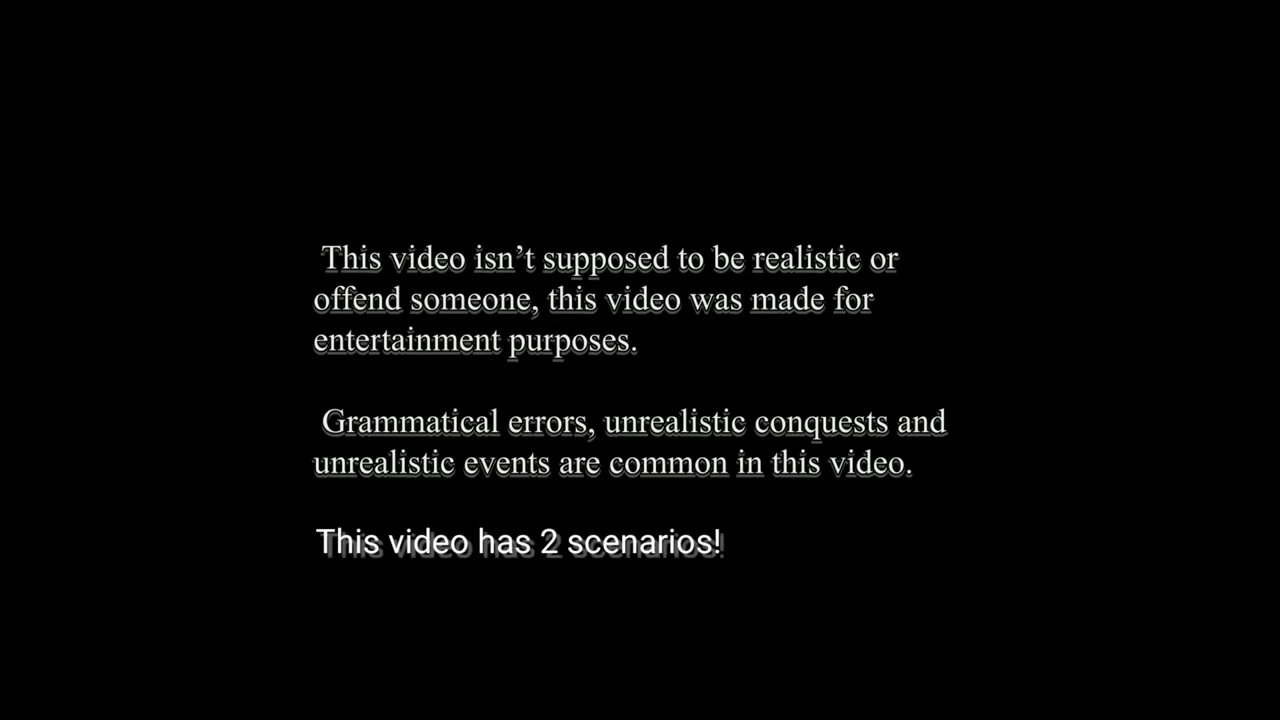 This video isn’t supposed to be realistic or
offend someone, this video was made for
entertainment purposes.
Grammatical errors, unrealistic conquests and
unrealistic events are common in this video.
This video has 2 scenarios!